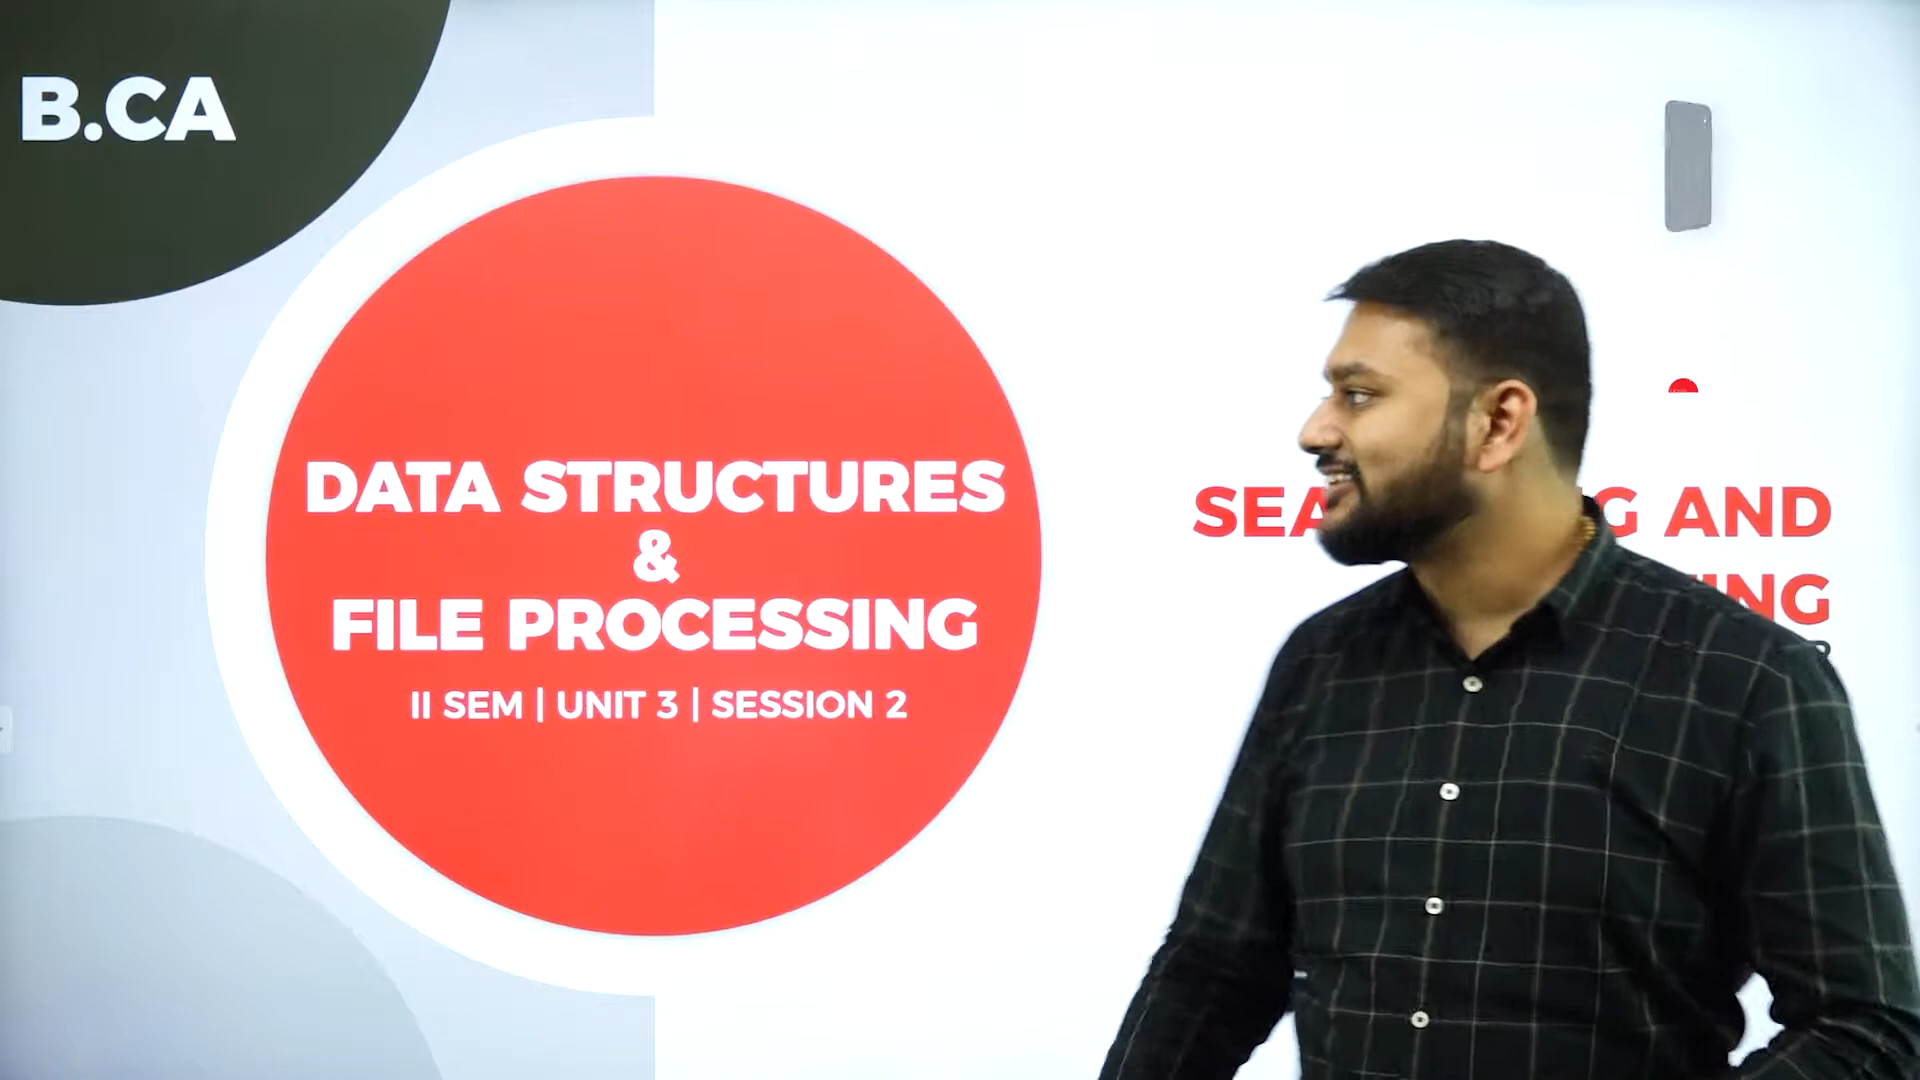 B.CA
DATA STRUCTURES
&
FILE PROCESSING
II SEM | UNIT 3 | SESSION 2
AND